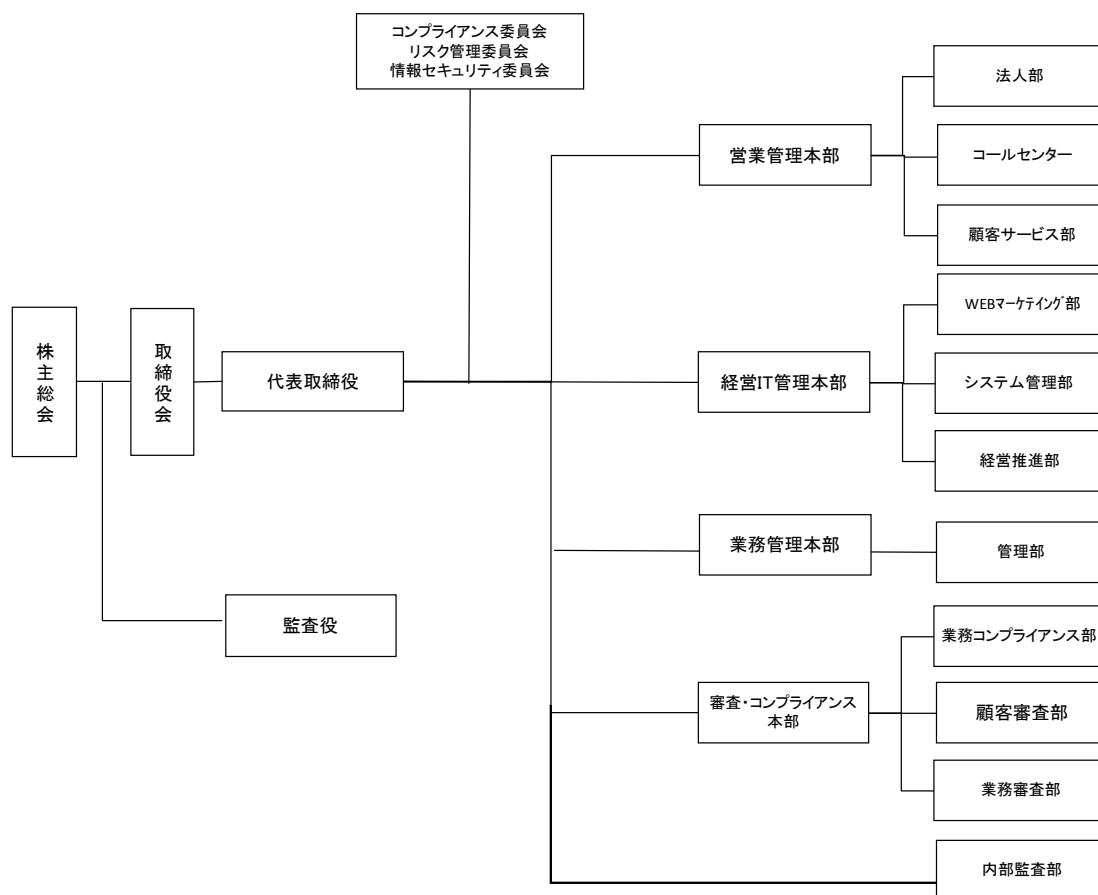 コンプライアンス委員会
リスク管理委員会
情報セキュリティ委員会
株主総会
取締役会
代表取締役
監査役
営業管理本部
法人部
コールセンター
顧客サービス部
経営IT管理本部
WEBﾏｰｹﾃｲﾝｸﾞ部
システム管理部
経営推進部
業務管理本部
管理部
審査・コンプライアンス
本部
業務コンプライアンス部
顧客審査部
業務審査部
内部監査部